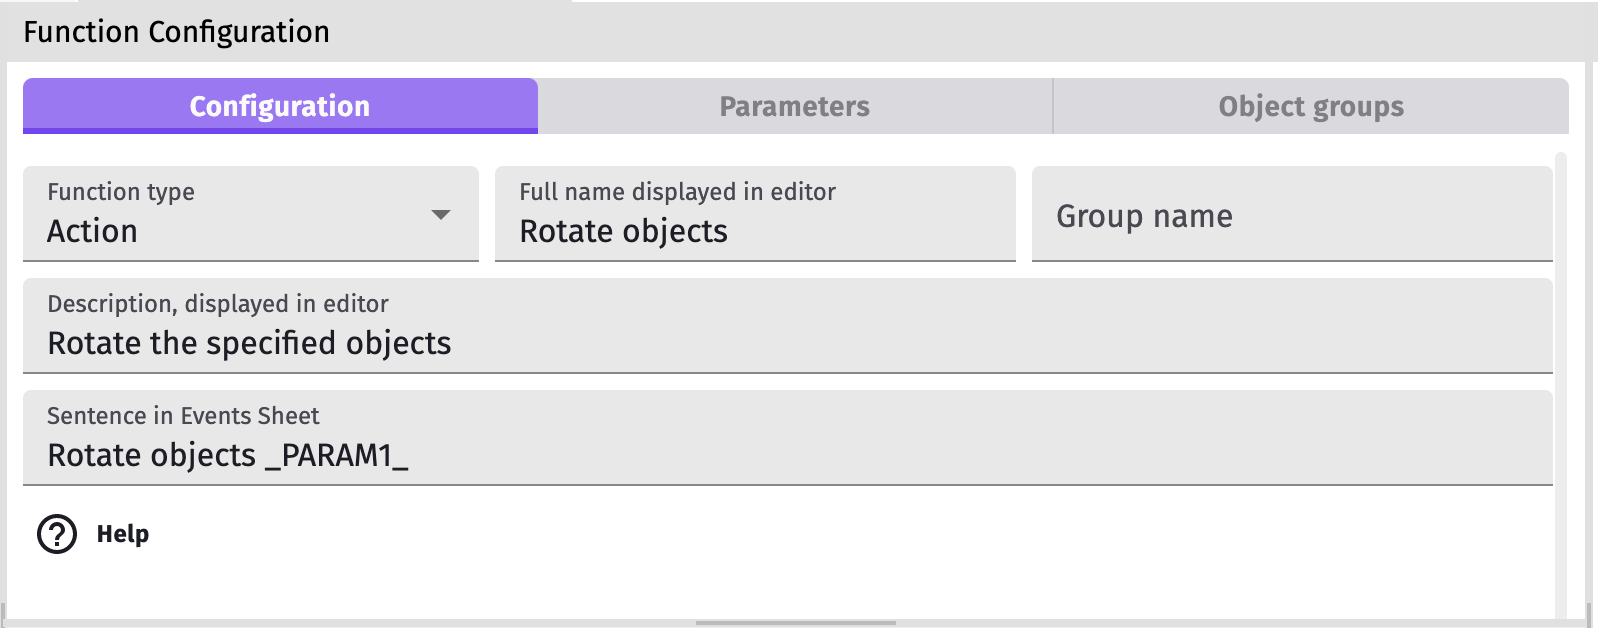 Function Configuration
Configuration
Parameters
Object groups
Function type
Action
Full name displayed in editor
Rotate objects
Group name
Description, displayed in editor
Rotate the specified objects
Sentence in Events Sheet
Rotate objects _PARAM1_
Help